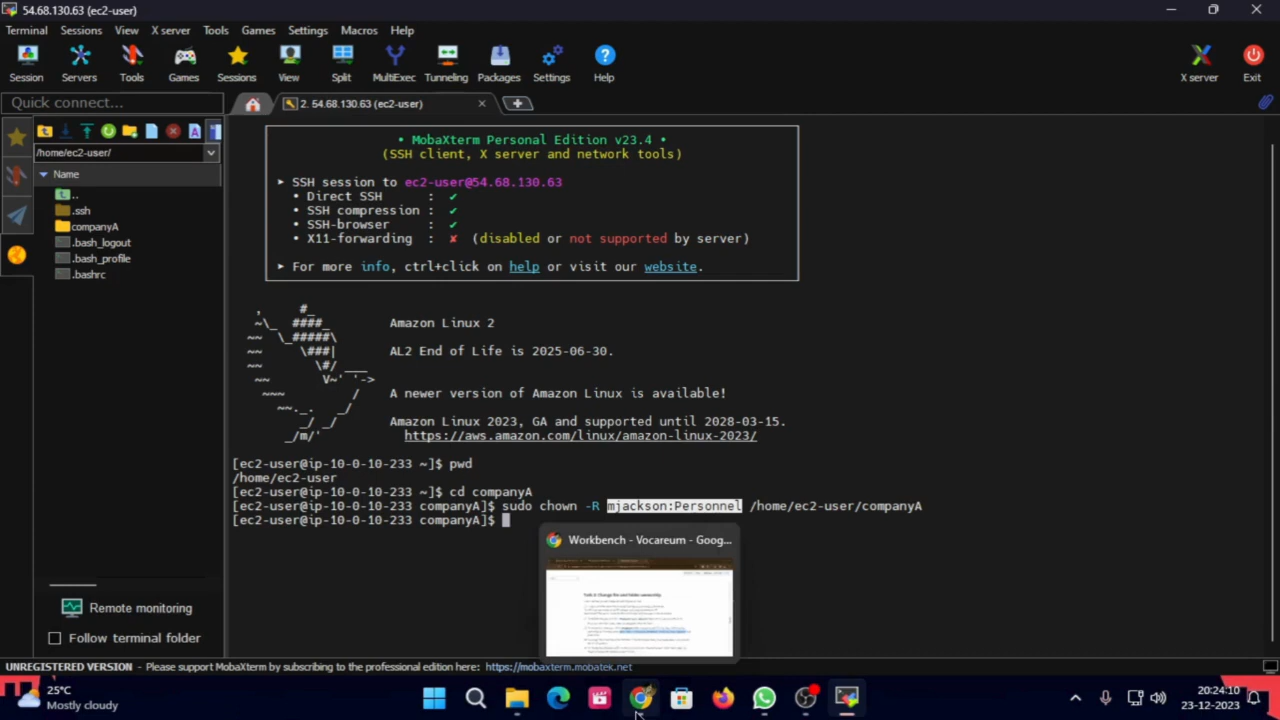 54.68.130.63 (ec2-user)
Terminal Sessions View X server Tools Games Settings Macros Help
Session Servers Tools Games Sessions View Split MultiExec Tunneling Packages Settings Help X server Exit
Quick connect...
2. 54.68.130.63 (ec2-user)
/home/ec2-user/
Name
..
.ssh
companyA
.bash_logout
.bash_profile
.bashrc
• MobaXterm Personal Edition v23.4 •
(SSH client, X server and network tools)
► SSH session to ec2-user@54.68.130.63
• Direct SSH : ✔
• SSH compression : ✔
• SSH-browser : ✔
• X11-forwarding : ✘ (disabled or not supported by server)
► For more info, ctrl+click on help or visit our website.
, #_
~\_ ####_ Amazon Linux 2
~~ \_#####\
~~ \###| AL2 End of Life is 2025-06-30.
~~ \#/ ___
~~ V~' '->
~~~ / A newer version of Amazon Linux is available!
~~._. _/
_/ _/ Amazon Linux 2023, GA and supported until 2028-03-15.
_/m/' https://aws.amazon.com/linux/amazon-linux-2023/
[ec2-user@ip-10-0-10-233 ~]$ pwd
/home/ec2-user
[ec2-user@ip-10-0-10-233 ~]$ cd companyA
[ec2-user@ip-10-0-10-233 companyA]$ sudo chown -R mjackson:Personnel /home/ec2-user/companyA
[ec2-user@ip-10-0-10-233 companyA]$
Workbench - Vocareum - Goog...
Remote monitoring
Follow terminal folder
UNREGISTERED VERSION - Please support MobaXterm by subscribing to the professional edition here: https://mobaxterm.mobatek.net
25°C
Mostly cloudy
20:24:10
23-12-2023